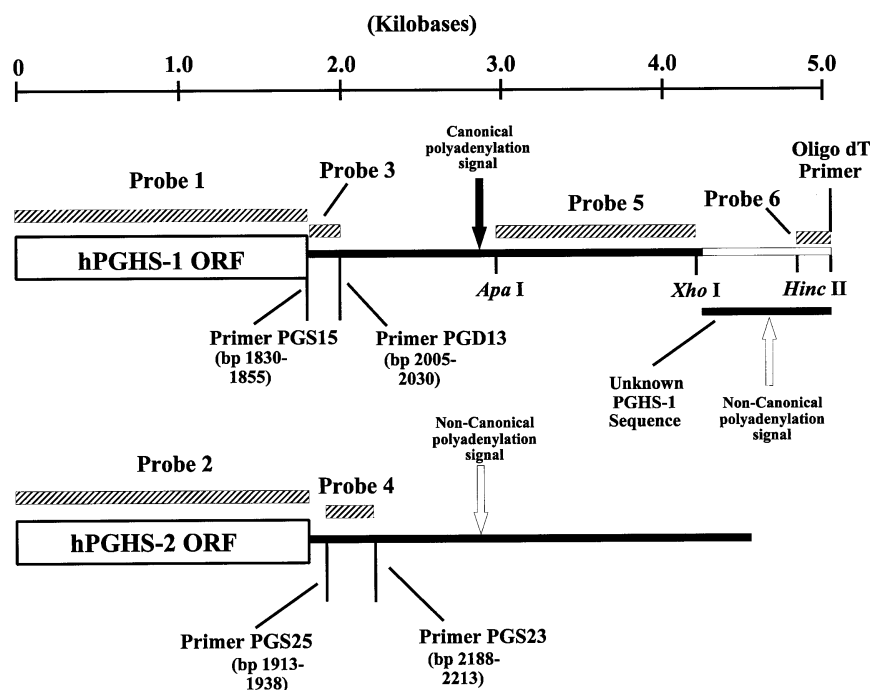 (Kilobases)
0 1.0 2.0 3.0 4.0 5.0
Canonical
polyadenylation
signal
Oligo dT
Primer
Probe 1
Probe 3
Probe 5
Probe 6
hPGHS-1 ORF
Apa I
Xho I
Hinc II
Primer PGS15
(bp 1830-
1855)
Primer PGD13
(bp 2005-
2030)
Unknown
PGHS-1
Sequence
Non-Canonical
polyadenylation
signal
Non-Canonical
polyadenylation
signal
Probe 2
Probe 4
hPGHS-2 ORF
Primer PGS25
(bp 1913-
1938)
Primer PGS23
(bp 2188-
2213)